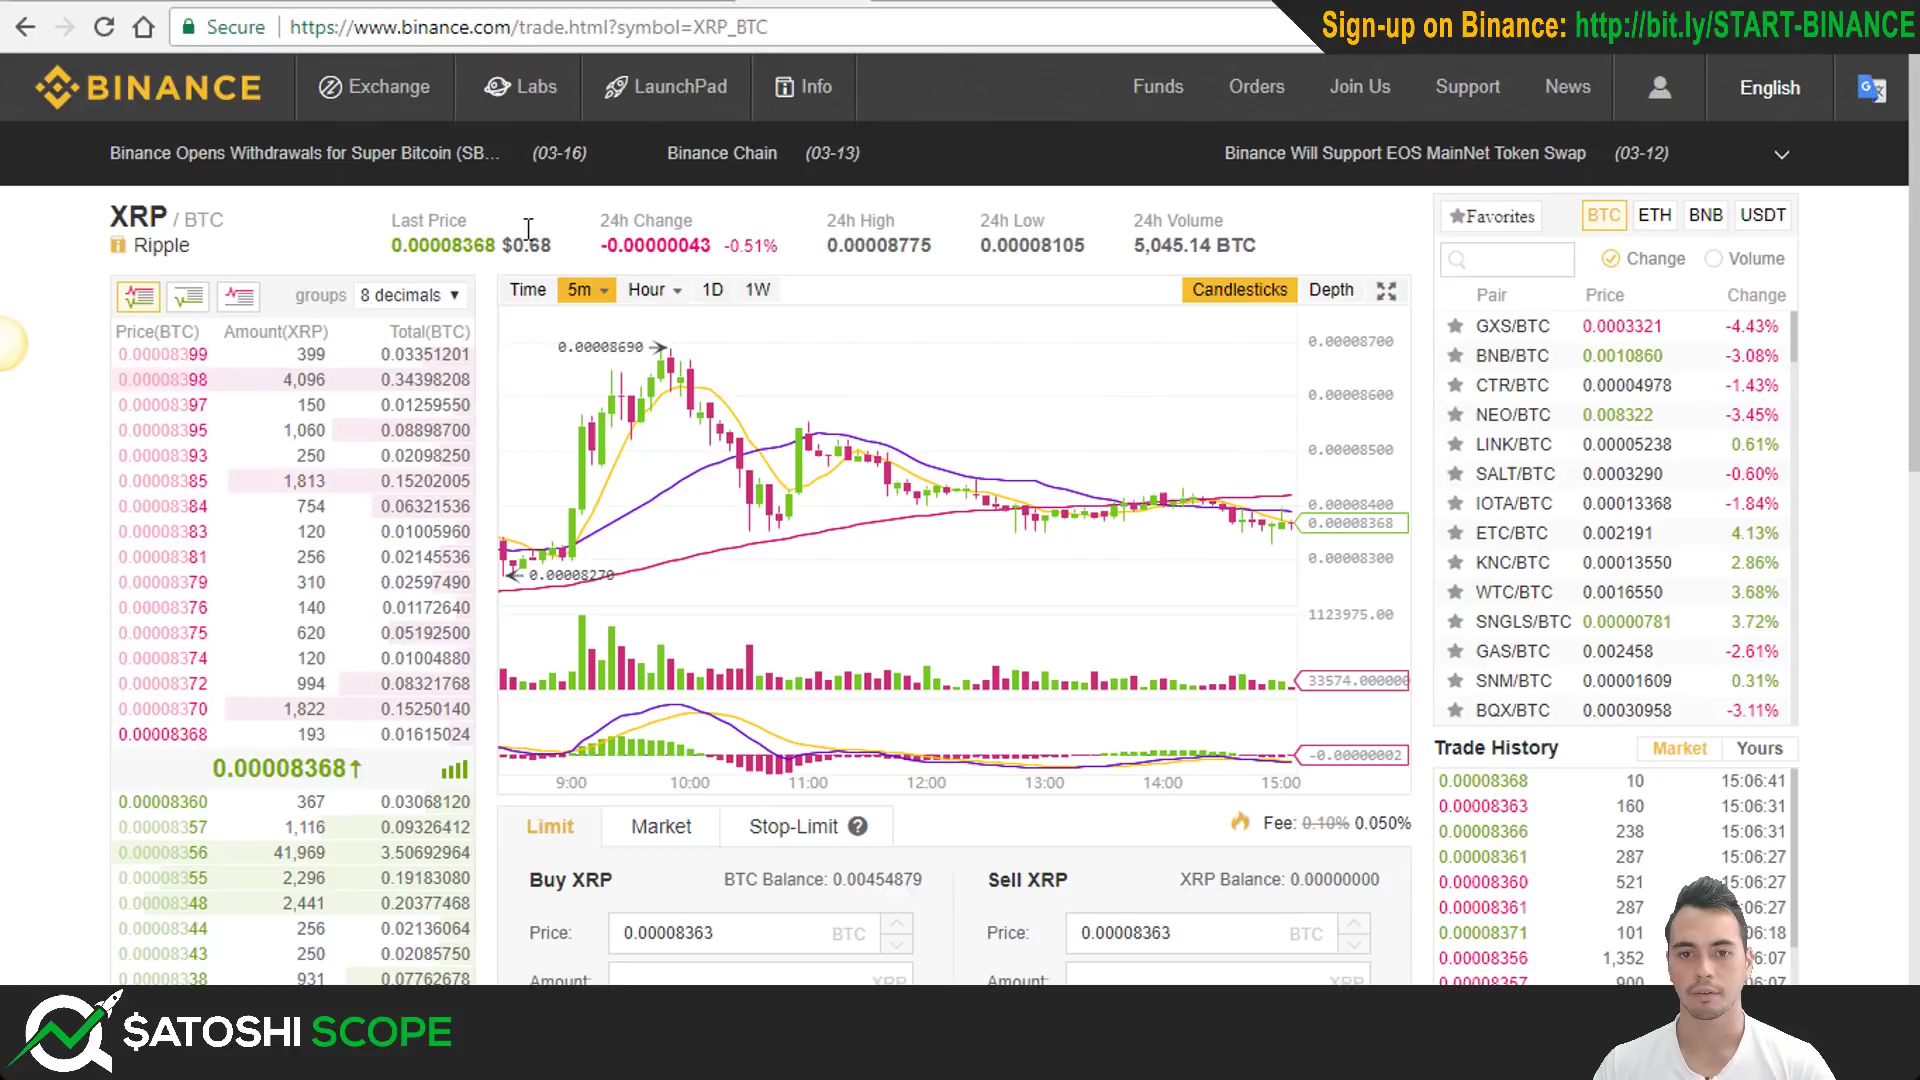 Secure https://www.binance.com/trade.html?symbol=XRP_BTC
Sign-up on Binance: http://bit.ly/START-BINANCE
BINANCE Exchange Labs LaunchPad Info Funds Orders Join Us Support News English
Binance Opens Withdrawals for Super Bitcoin (SB... (03-16) Binance Chain (03-13) Binance Will Support EOS MainNet Token Swap (03-12)
XRP / BTC
Ripple
Last Price 24h Change 24h High 24h Low 24h Volume
0.00008368 $0.68 -0.00000043 -0.51% 0.00008775 0.00008105 5,045.14 BTC
groups 8 decimals
Price(BTC) Amount(XRP) Total(BTC)
0.00008399 399 0.03351201
0.00008398 4,096 0.34398208
0.00008397 150 0.01259550
0.00008395 1,060 0.08898700
0.00008393 250 0.02098250
0.00008385 1,813 0.15202005
0.00008384 754 0.06321536
0.00008383 120 0.01005960
0.00008381 256 0.02145536
0.00008379 310 0.02597490
0.00008376 140 0.01172640
0.00008375 620 0.05192500
0.00008374 120 0.01004880
0.00008372 994 0.08321768
0.00008370 1,822 0.15250140
0.00008368 193 0.01615024
0.00008368↑
0.00008360 367 0.03068120
0.00008357 1,116 0.09326412
0.00008356 41,969 3.50692964
0.00008355 2,296 0.19183080
0.00008348 2,441 0.20377468
0.00008344 256 0.02136064
0.00008343 250 0.02085750
0.00008338 931 0.07762678
Time 5m Hour 1D 1W Candlesticks Depth
0.00008690
0.00008270
0.00008700
0.00008600
0.00008500
0.00008400
0.00008368
0.00008300
1123975.00
33574.000000
-0.00000002
9:00 10:00 11:00 12:00 13:00 14:00 15:00
Limit Market Stop-Limit ? Fee: 0.10% 0.050%
Buy XRP BTC Balance: 0.00454879
Price: 0.00008363 BTC
Amount: XRP
Sell XRP XRP Balance: 0.00000000
Price: 0.00008363 BTC
Amount: XRP
Favorites BTC ETH BNB USDT
Change Volume
Pair Price Change
GXS/BTC 0.0003321 -4.43%
BNB/BTC 0.0010860 -3.08%
CTR/BTC 0.00004978 -1.43%
NEO/BTC 0.008322 -3.45%
LINK/BTC 0.00005238 0.61%
SALT/BTC 0.0003290 -0.60%
IOTA/BTC 0.00013368 -1.84%
ETC/BTC 0.002191 4.13%
KNC/BTC 0.00013550 2.86%
WTC/BTC 0.0016550 3.68%
SNGLS/BTC 0.00000781 3.72%
GAS/BTC 0.002458 -2.61%
SNM/BTC 0.00001609 0.31%
BQX/BTC 0.00030958 -3.11%
Trade History Market Yours
0.00008368 10 15:06:41
0.00008363 160 15:06:31
0.00008366 238 15:06:31
0.00008361 287 15:06:27
0.00008360 521 15:06:27
0.00008361 287 15:06:27
0.00008371 101
0.00008356 1,352
0.00008357 900
$ATOSHI SCOPE